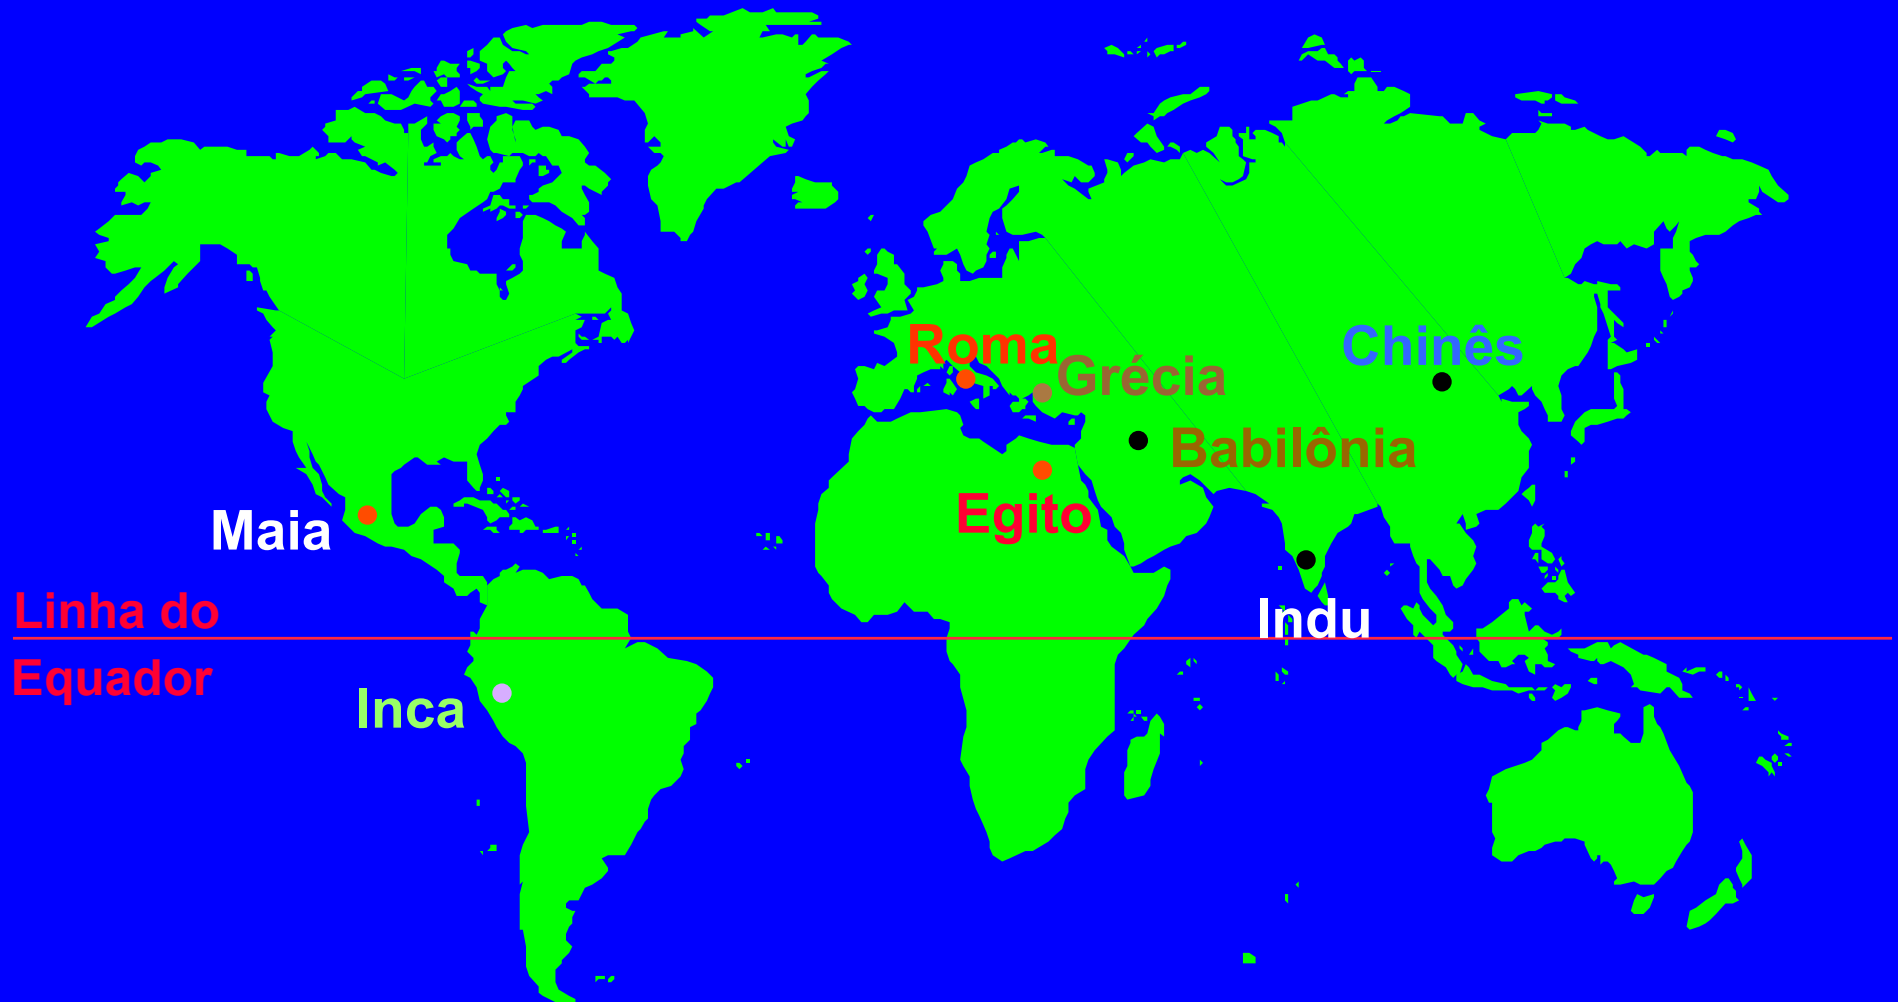 Roma
Chinês
Grécia
Babilônia
Egito
Maia
Indu
Linha do
Equador
Inca